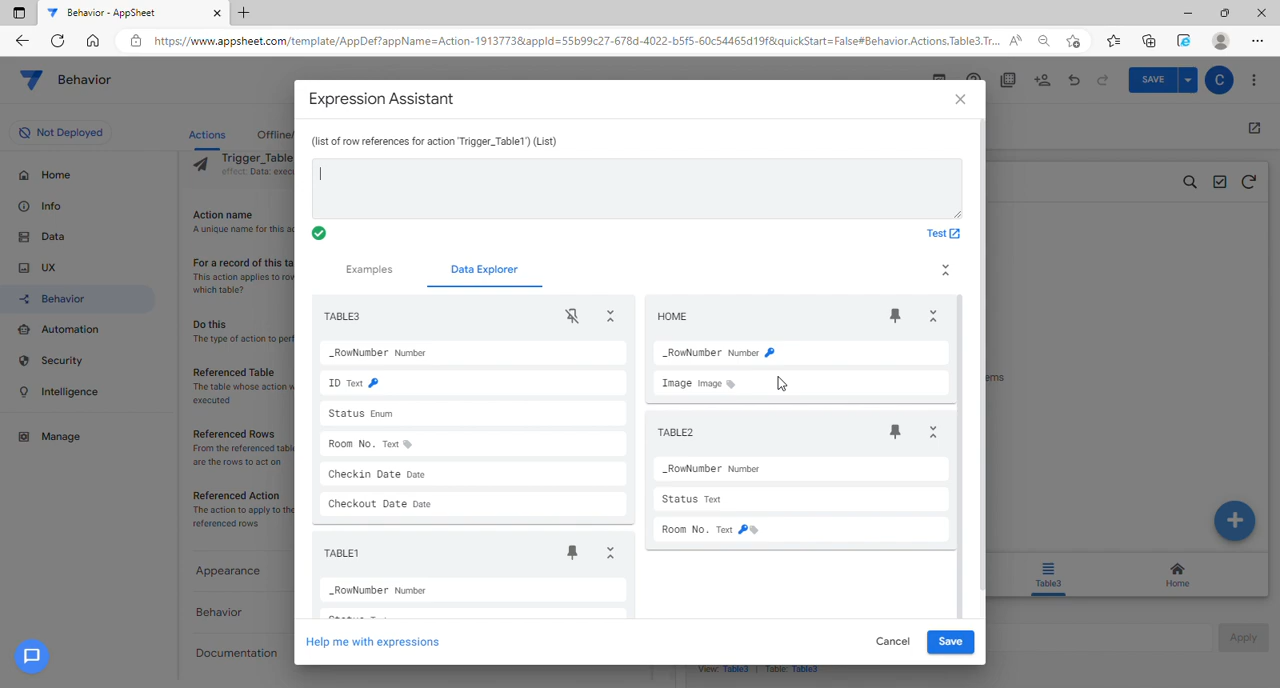 Behavior - AppSheet
https://www.appsheet.com/template/AppDef?appName=Action-1913773&appId=55b99c27-678d-4022-b5f5-60c54465d19f&quickStart=False#Behavior.Actions.Table3.Tr...
Behavior
SAVE
C
Not Deployed
Actions
Offline/
Home
Info
Data
UX
Behavior
Automation
Security
Intelligence
Manage
Trigger_Table
effect: Data: execu
Action name
A unique name for this ac
For a record of this ta
This action applies to row
which table?
Do this
The type of action to perf
Referenced Table
The table whose action w
executed
Referenced Rows
From the referenced tabl
are the rows to act on
Referenced Action
The action to apply to the
referenced rows
Appearance
Behavior
Documentation
Expression Assistant
(list of row references for action 'Trigger_Table1') (List)
Test
Examples
Data Explorer
TABLE3
_RowNumber Number
ID Text
Status Enum
Room No. Text
Checkin Date Date
Checkout Date Date
TABLE1
_RowNumber Number
HOME
_RowNumber Number
Image Image
TABLE2
_RowNumber Number
Status Text
Room No. Text
Help me with expressions
Cancel
Save
ems
Table3
Home
Apply
View: Table3 | Table: Table3